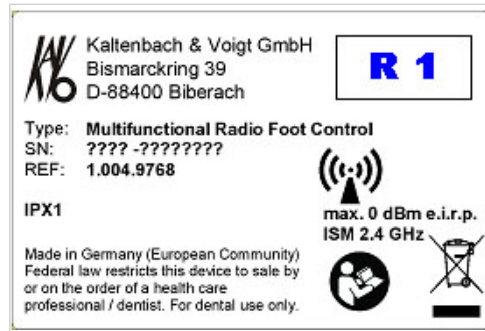 KAVO
Kaltenbach & Voigt GmbH
Bismarckring 39
D-88400 Biberach
R 1
Type: Multifunctional Radio Foot Control
SN: ???? -????????
REF: 1.004.9768
IPX1
max. 0 dBm e.i.r.p.
ISM 2.4 GHz
Made in Germany (European Community)
Federal law restricts this device to sale by
or on the order of a health care
professional / dentist. For dental use only.